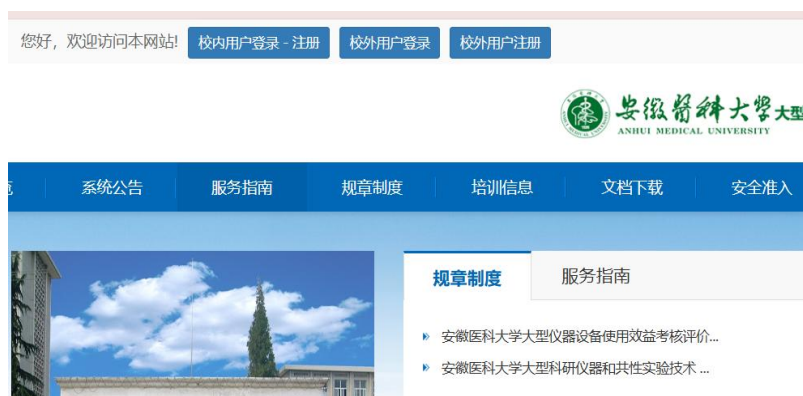 您好，欢迎访问本网站! 校内用户登录 - 注册 校外用户登录 校外用户注册
安徽醫科大学 大型
ANHUI MEDICAL UNIVERSITY
系统公告 服务指南 规章制度 培训信息 文档下载 安全准入
规章制度 服务指南
安徽医科大学大型仪器设备使用效益考核评价...
安徽医科大学大型科研仪器和共性实验技术 ...